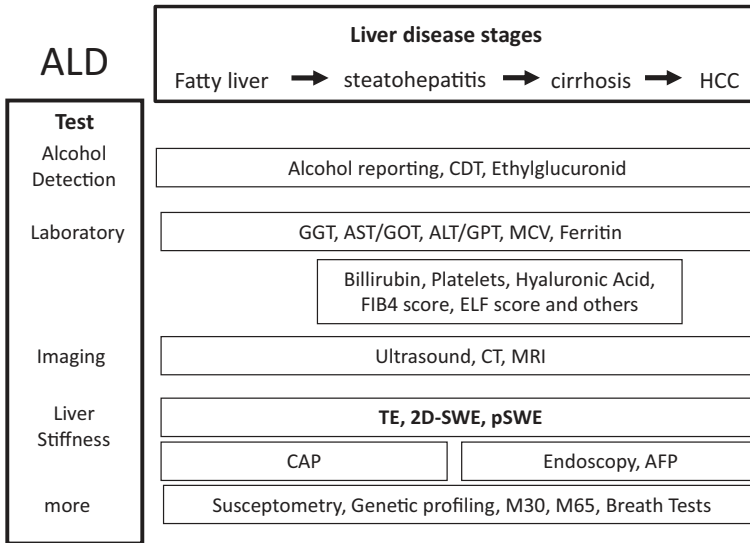 ALD
Liver disease stages
Fatty liver → steatohepatitis → cirrhosis → HCC
Test
Alcohol
Detection
Alcohol reporting, CDT, Ethylglucuronid
Laboratory
GGT, AST/GOT, ALT/GPT, MCV, Ferritin
Billirubin, Platelets, Hyaluronic Acid,
FIB4 score, ELF score and others
Imaging
Ultrasound, CT, MRI
Liver
Stiffness
TE, 2D-SWE, pSWE
CAP
Endoscopy, AFP
more
Susceptometry, Genetic profiling, M30, M65, Breath Tests